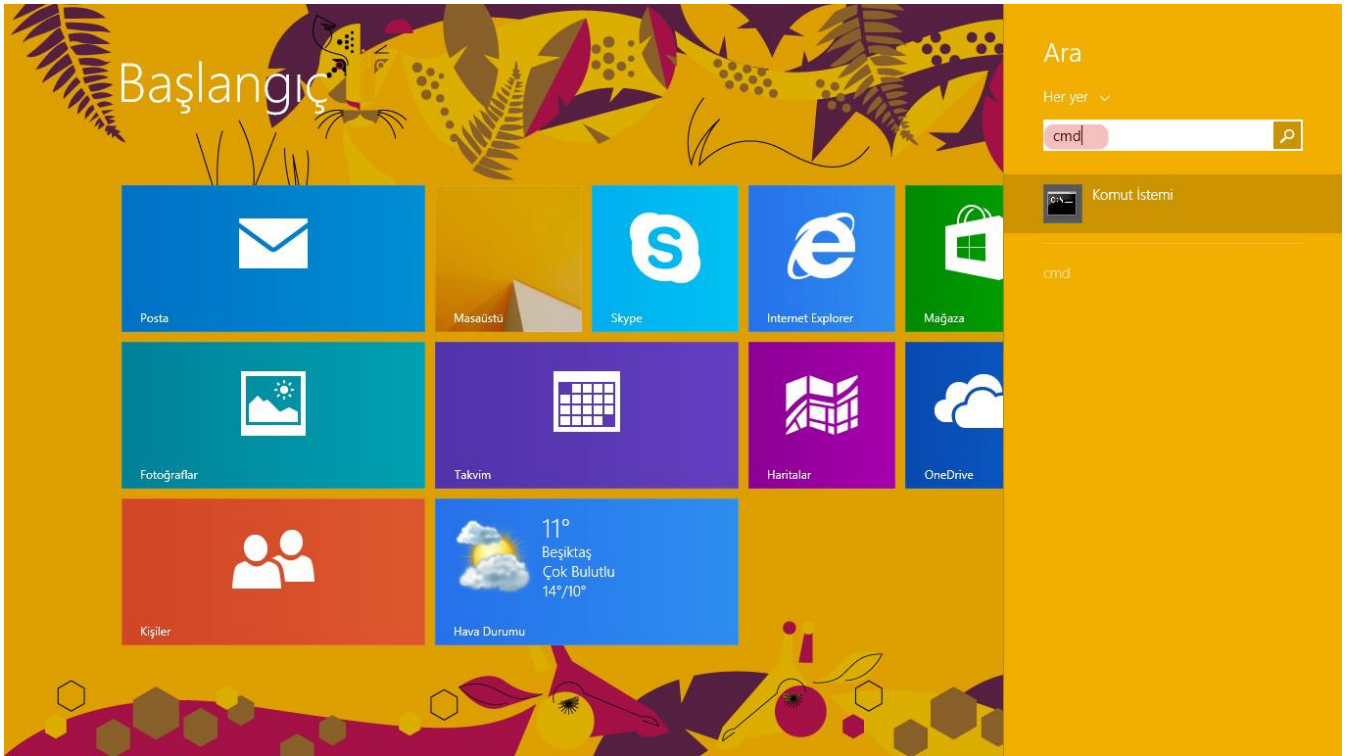 Başlangıç
Posta
Masaüstü
Skype
Internet Explorer
Mağaza
Fotoğraflar
Takvim
Haritalar
OneDrive
Kişiler
11°
Beşiktaş
Çok Bulutlu
14°/10°
Hava Durumu
Ara
Her yer
cmd
C:\_
Komut İstemi
cmd